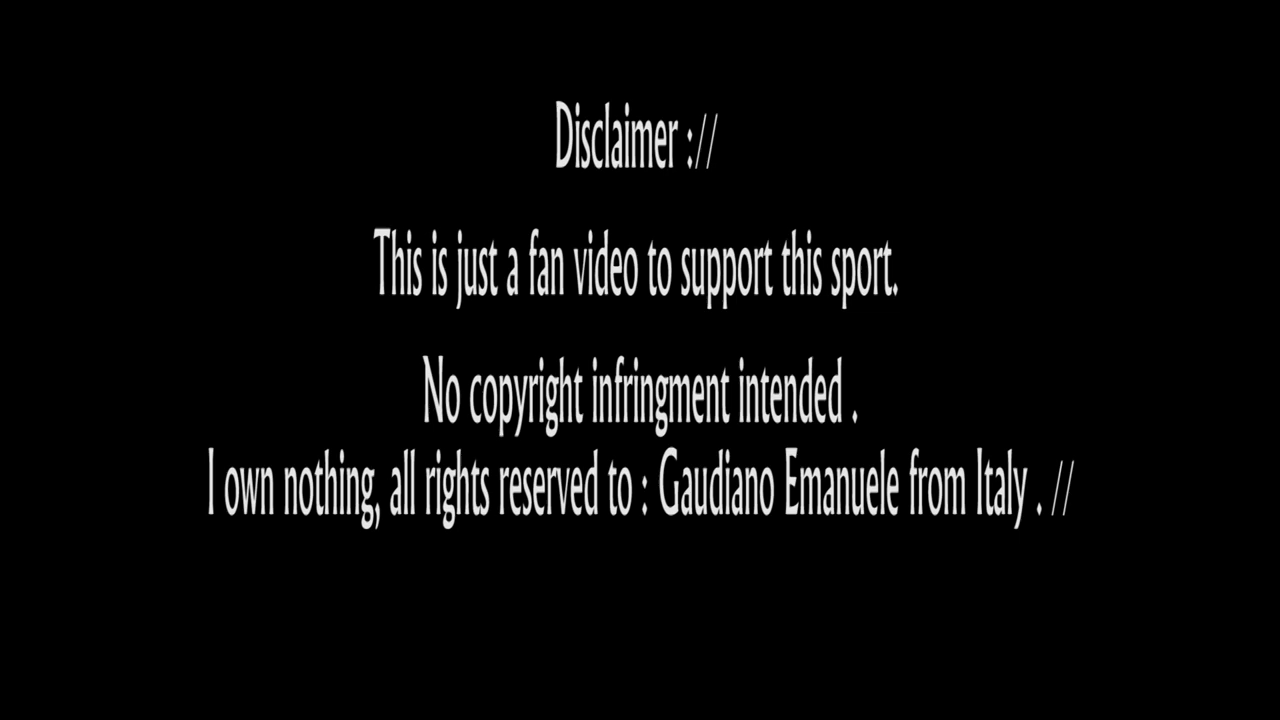 Disclaimer ://
This is just a fan video to support this sport.
No copyright infringment intended .
I own nothing, all rights reserved to : Gaudiano Emanuele from Italy . //